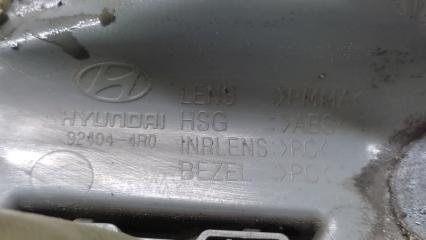 LENS >PMMA<
HYUNDAI HSG >ABS<
92404-4R0 INRLENS >PC<
BEZEL >PC<